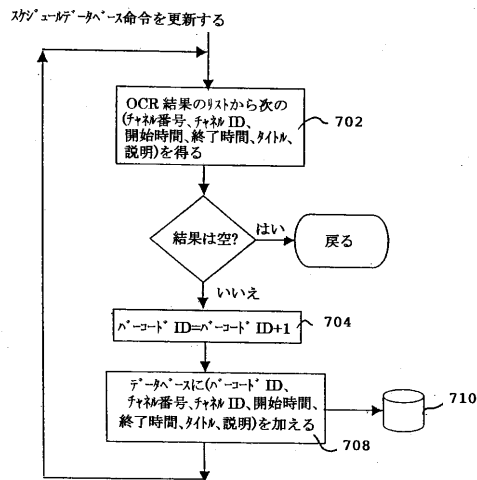 ｽｹｼﾞｭｰﾙﾃﾞｰﾀﾍﾞｰｽ命令を更新する
OCR 結果のﾘｽﾄから次の
(ﾁｬﾈﾙ番号、ﾁｬﾈﾙ ID、
開始時間、終了時間、ﾀｲﾄﾙ、
説明)を得る
702
結果は空?
はい
戻る
いいえ
ﾊﾞｰｺｰﾄﾞ ID=ﾊﾞｰｺｰﾄﾞ ID+1
704
ﾃﾞｰﾀﾍﾞｰｽに(ﾊﾞｰｺｰﾄﾞ ID、
ﾁｬﾈﾙ番号、ﾁｬﾈﾙ ID、開始時間、
終了時間、ﾀｲﾄﾙ、説明)を加える
708
710